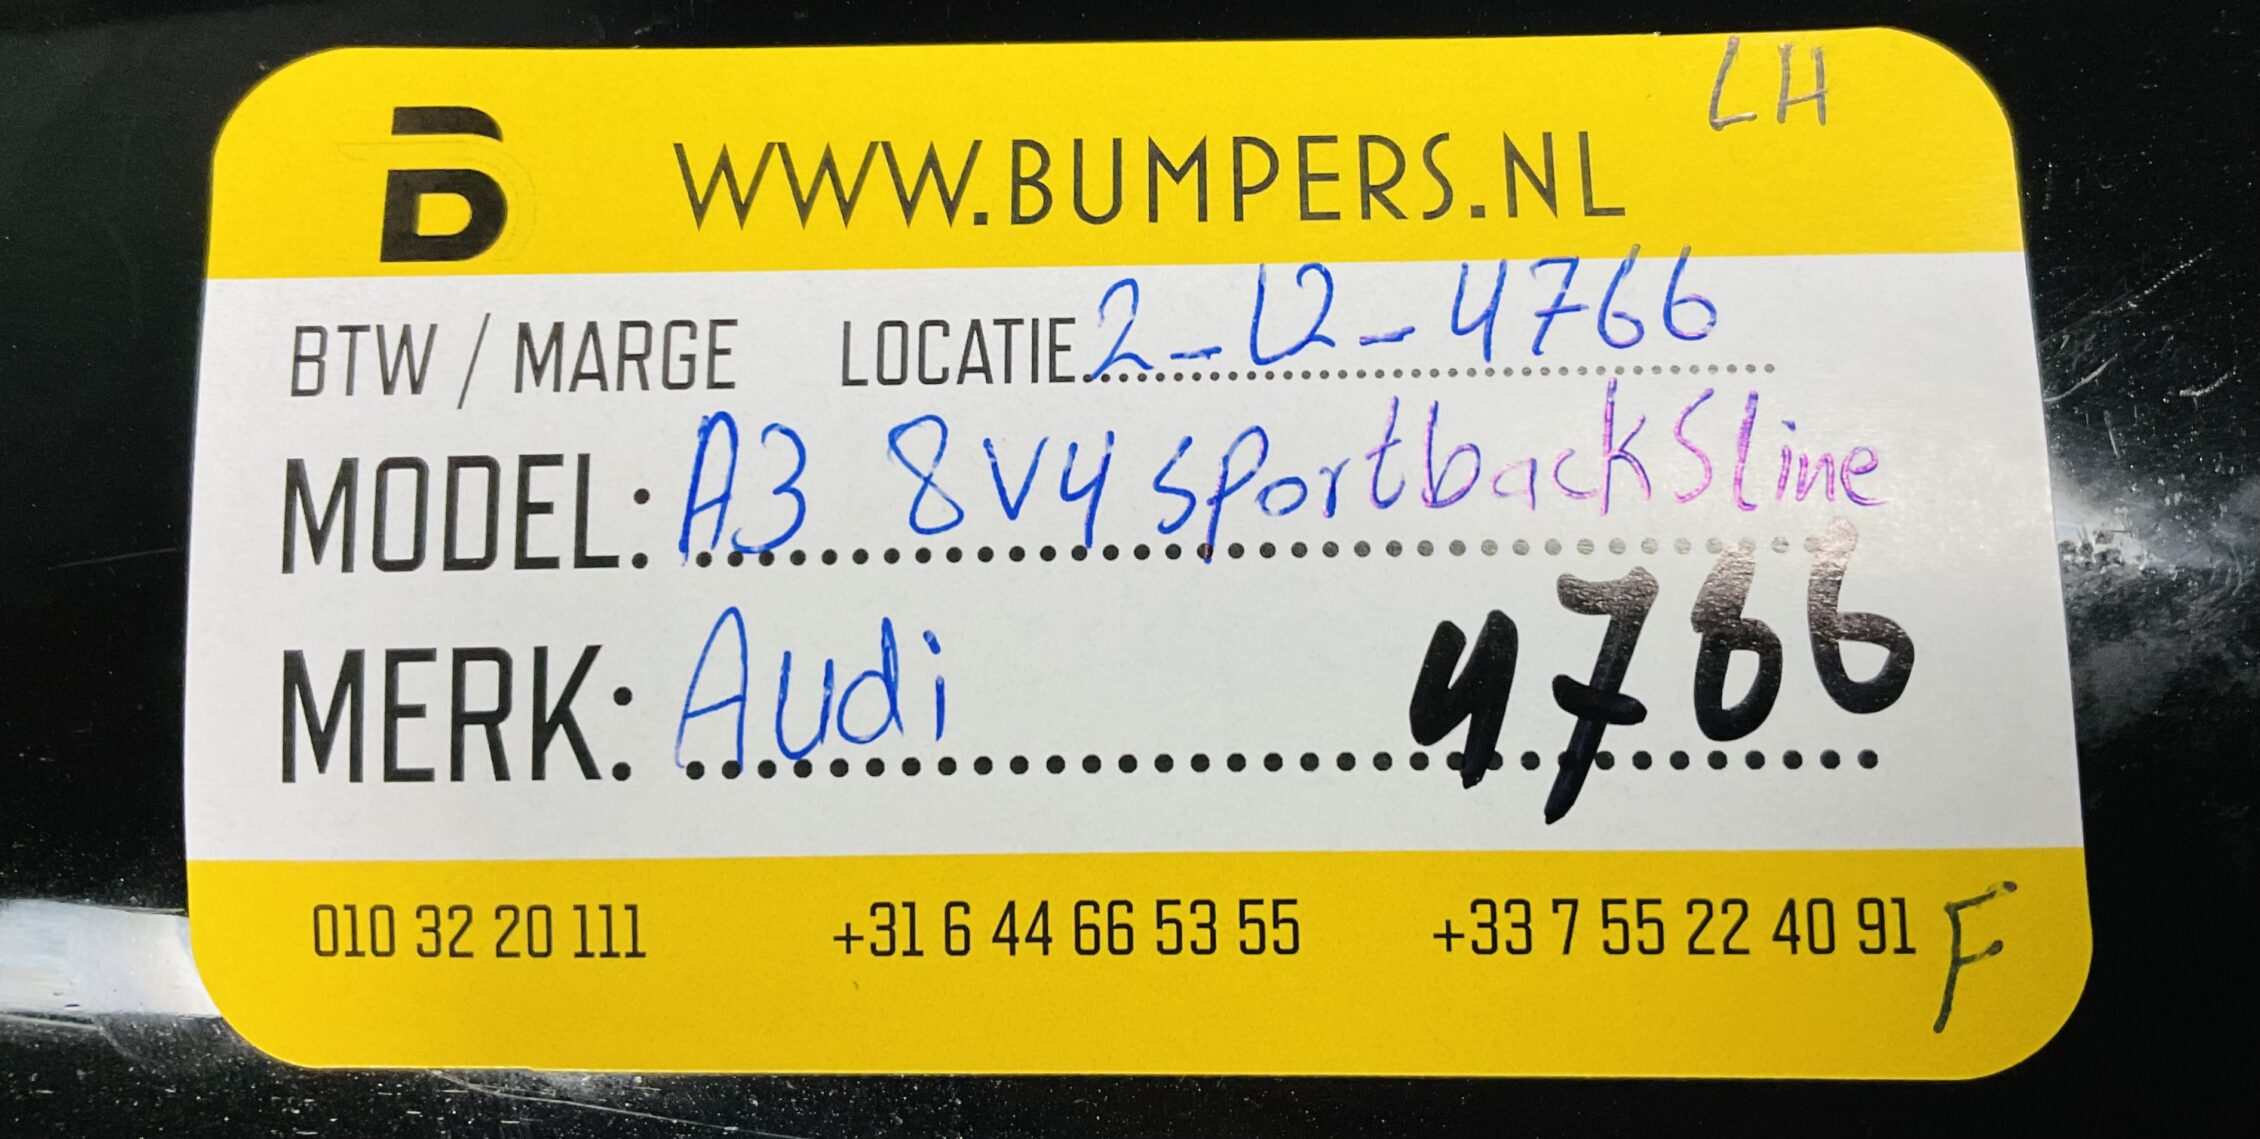 LH
WWW.BUMPERS.NL
BTW / MARGE LOCATIE 2-L2-4766
MODEL: A3 8V4 sportback Sline
MERK: Audi 4766
010 32 20 111 +31 6 44 66 53 55 +33 7 55 22 40 91 F